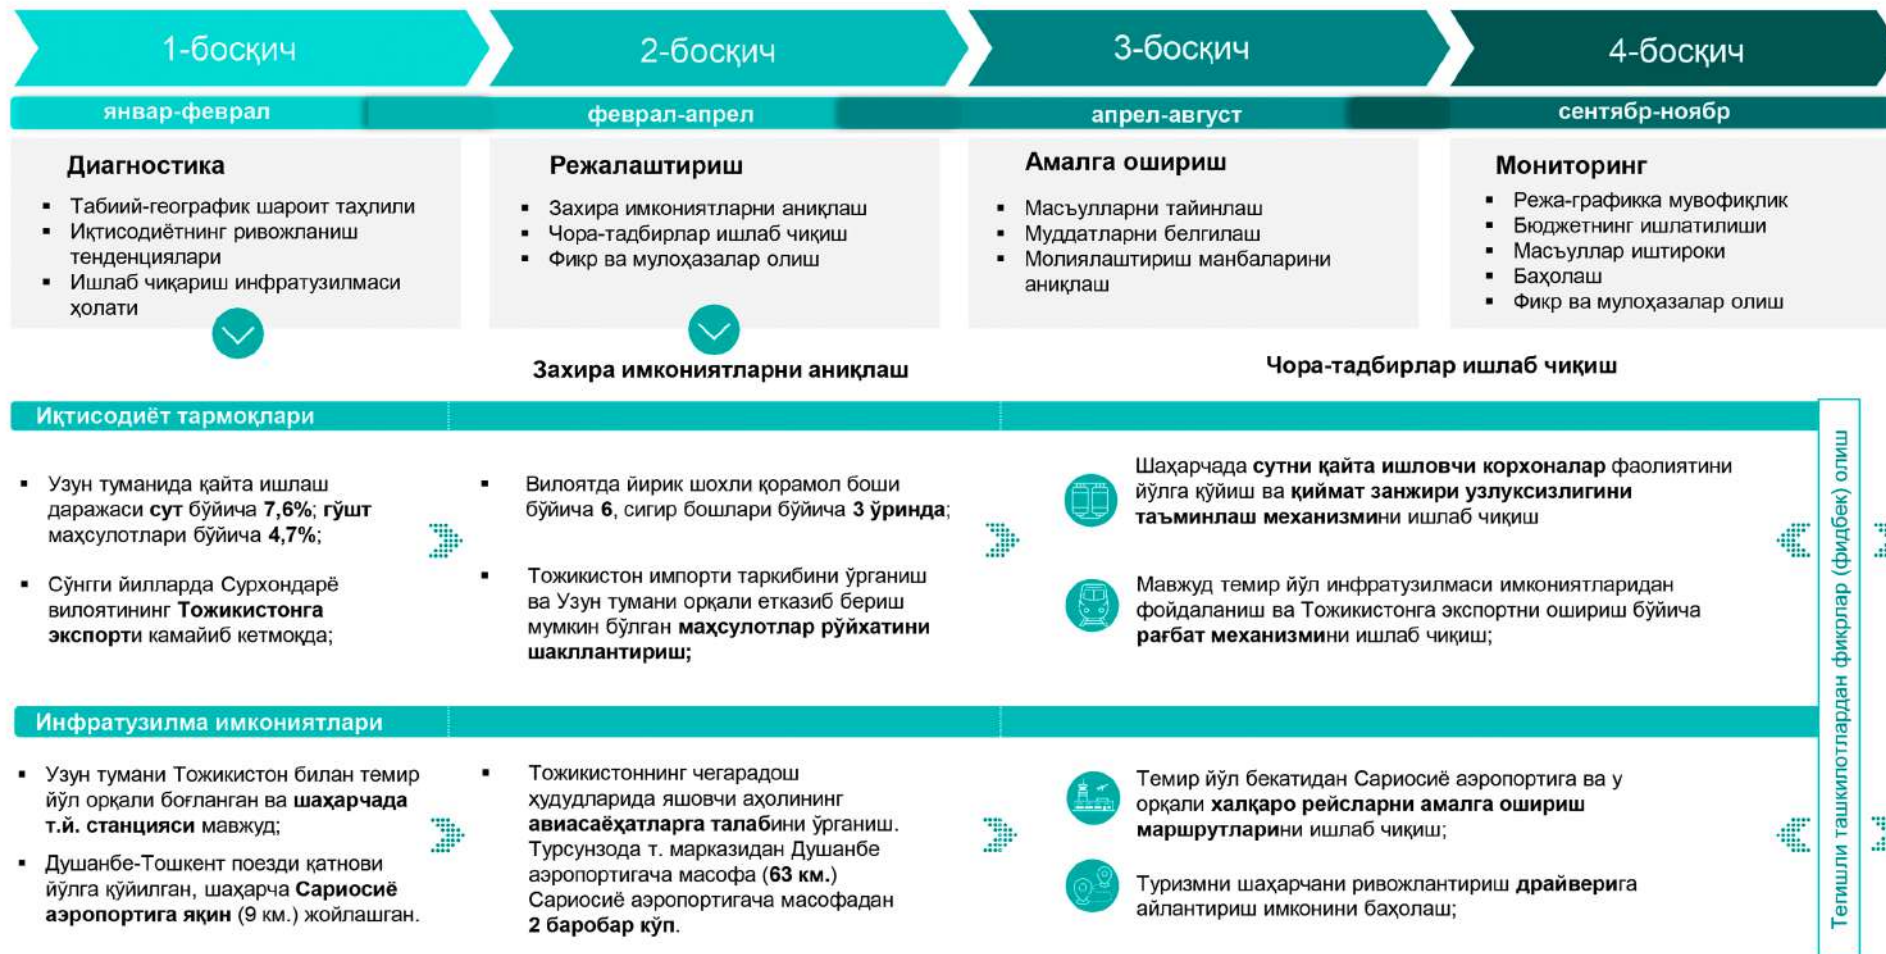 1-босқич
2-босқич
3-босқич
4-босқич
январ-феврал
феврал-апрел
апрел-август
сентябр-ноябр
Диагностика
▪ Табиий-географик шароит таҳлили
▪ Иқтисодиётнинг ривожланиш
тенденциялари
▪ Ишлаб чиқариш инфратузилмаси
ҳолати
Режалаштириш
▪ Захира имкониятларни аниқлаш
▪ Чора-тадбирлар ишлаб чиқиш
▪ Фикр ва мулоҳазалар олиш
Амалга ошириш
▪ Масъулларни тайинлаш
▪ Муддатларни белгилаш
▪ Молиялаштириш манбаларини
аниқлаш
Мониторинг
▪ Режа-графикка мувофиқлик
▪ Бюджетнинг ишлатилиши
▪ Масъуллар иштироки
▪ Баҳолаш
▪ Фикр ва мулоҳазалар олиш
Захира имкониятларни аниқлаш
Чора-тадбирлар ишлаб чиқиш
Иқтисодиёт тармоқлари
▪ Узун туманида қайта ишлаш
даражаси сут бўйича 7,6%; гўшт
маҳсулотлари бўйича 4,7%;
▪ Сўнгги йилларда Сурхондарё
вилоятининг Тожикистонга
экспорти камайиб кетмоқда;
▪ Вилоятда йирик шохли қорамол боши
бўйича 6, сигир бошлари бўйича 3 ўринда;
▪ Тожикистон импорти таркибини ўрганиш
ва Узун тумани орқали етказиб бериш
мумкин бўлган маҳсулотлар рўйхатини
шакллантириш;
Шаҳарчада сутни қайта ишловчи корхоналар фаолиятини
йўлга қўйиш ва қиймат занжири узлуксизлигини
таъминлаш механизмини ишлаб чиқиш
Мавжуд темир йўл инфратузилмаси имкониятларидан
фойдаланиш ва Тожикистонга экспортни ошириш бўйича
рағбат механизмини ишлаб чиқиш;
Инфратузилма имкониятлари
▪ Узун тумани Тожикистон билан темир
йўл орқали боғланган ва шаҳарчада
т.й. станцияси мавжуд;
▪ Душанбе-Тошкент поезди қатнови
йўлга қўйилган, шаҳарча Сариосиё
аэропортига яқин (9 км.) жойлашган.
▪ Тожикистоннинг чегарадош
ҳудудларида яшовчи аҳолининг
авиасаёҳатларга талабини ўрганиш.
Турсунзода т. марказидан Душанбе
аэропортигача масофа (63 км.)
Сариосиё аэропортигача масофадан
2 баробар кўп.
Темир йўл бекатидан Сариосиё аэропортига ва у
орқали халқаро рейсларни амалга ошириш
маршрутларини ишлаб чиқиш;
Туризмни шаҳарчани ривожлантириш драйверига
айлантириш имконини баҳолаш;
Тегишли ташкилотлардан фикрлар (фидбек) олиш